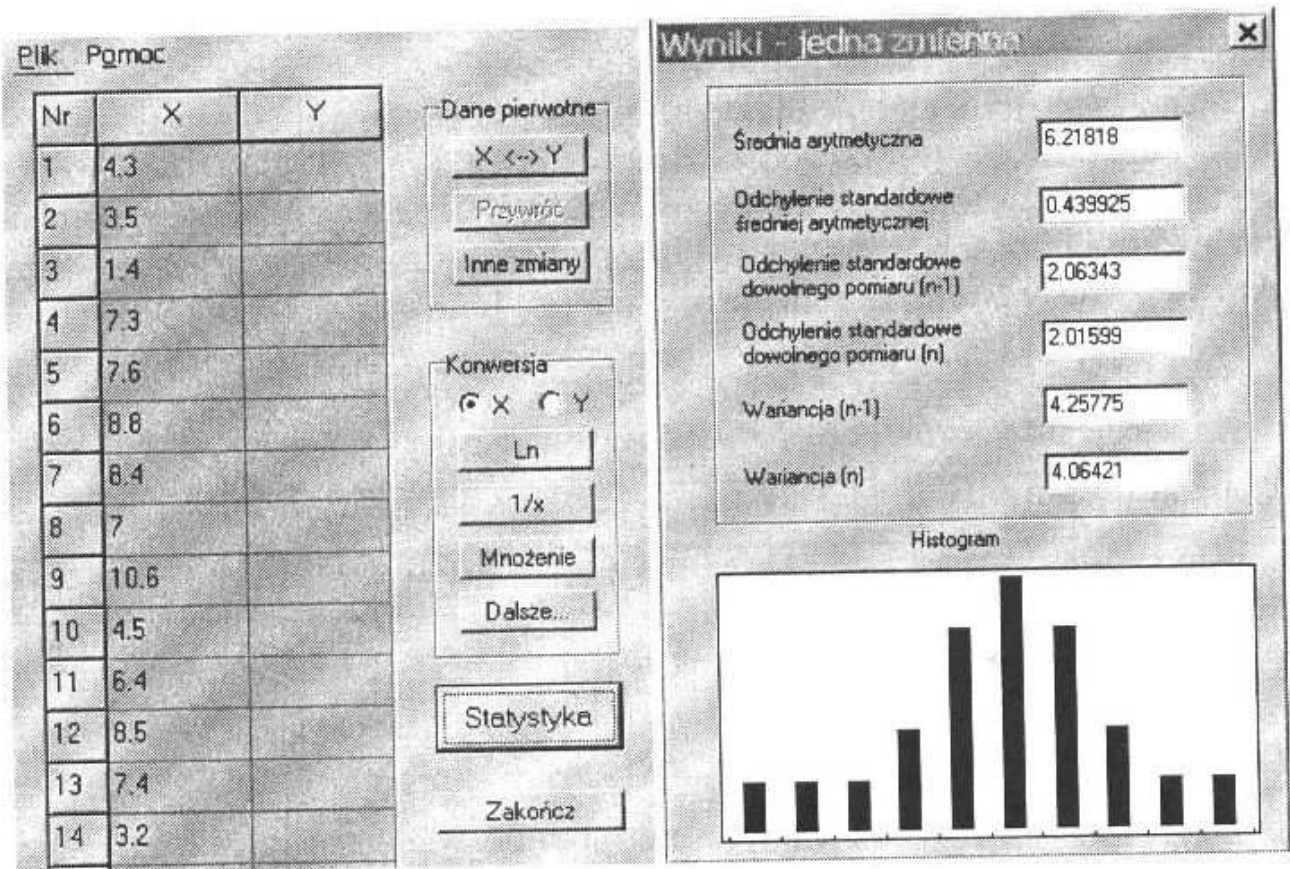 Plik Pomoc
Nr X Y
1 4.3
2 3.5
3 1.4
4 7.3
5 7.6
6 8.8
7 8.4
8 7
9 10.6
10 4.5
11 6.4
12 8.5
13 7.4
14 3.2
Dane pierwotne
X <--> Y
Przywróc
Inne zmiany
Konwersja
X Y
Ln
1/x
Mnożenie
Dalsze...
Statystyka
Zakończ
Wyniki - jedna zmienna
Średnia arytmetyczna 6.21818
Odchylenie standardowe
średniej arytmetycznej 0.439925
Odchylenie standardowe
dowolnego pomiaru (n-1) 2.06343
Odchylenie standardowe
dowolnego pomiaru (n) 2.01599
Wariancja (n-1) 4.25775
Wariancja (n) 4.06421
Histogram